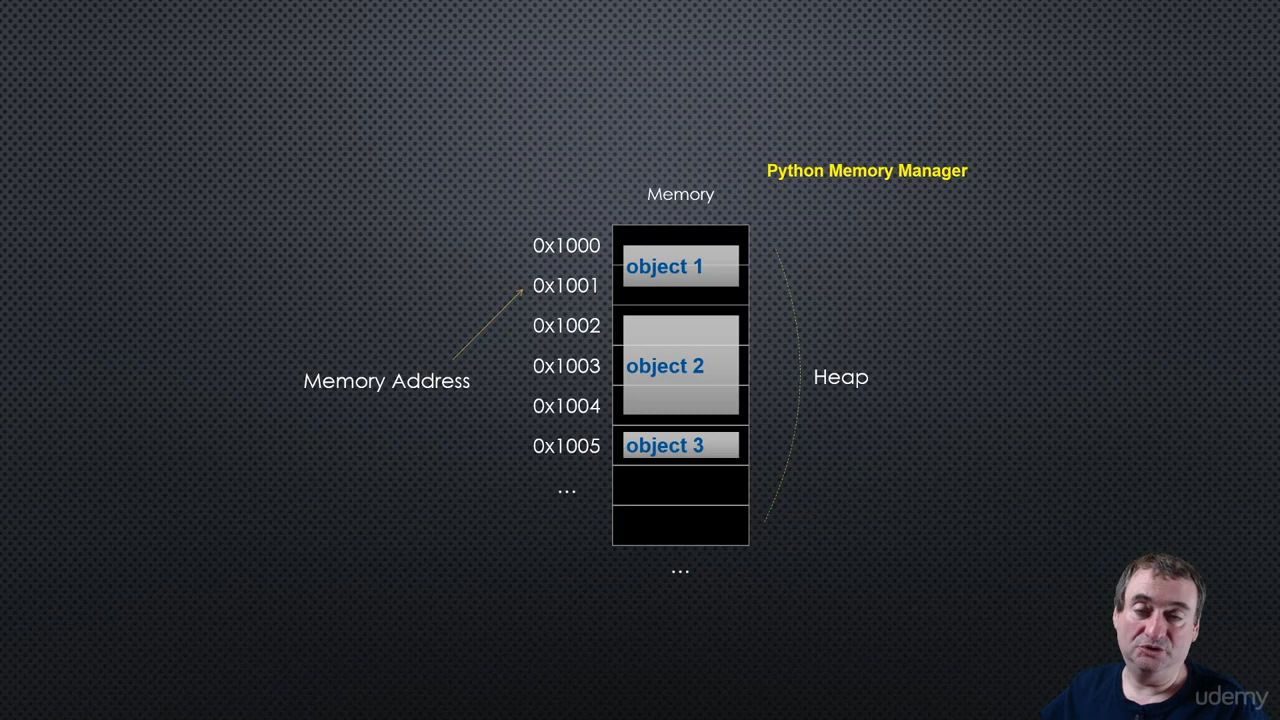 Python Memory Manager
Memory
0x1000
object 1
0x1001
0x1002
0x1003
object 2
Memory Address
Heap
0x1004
0x1005
object 3
...
...
udemy